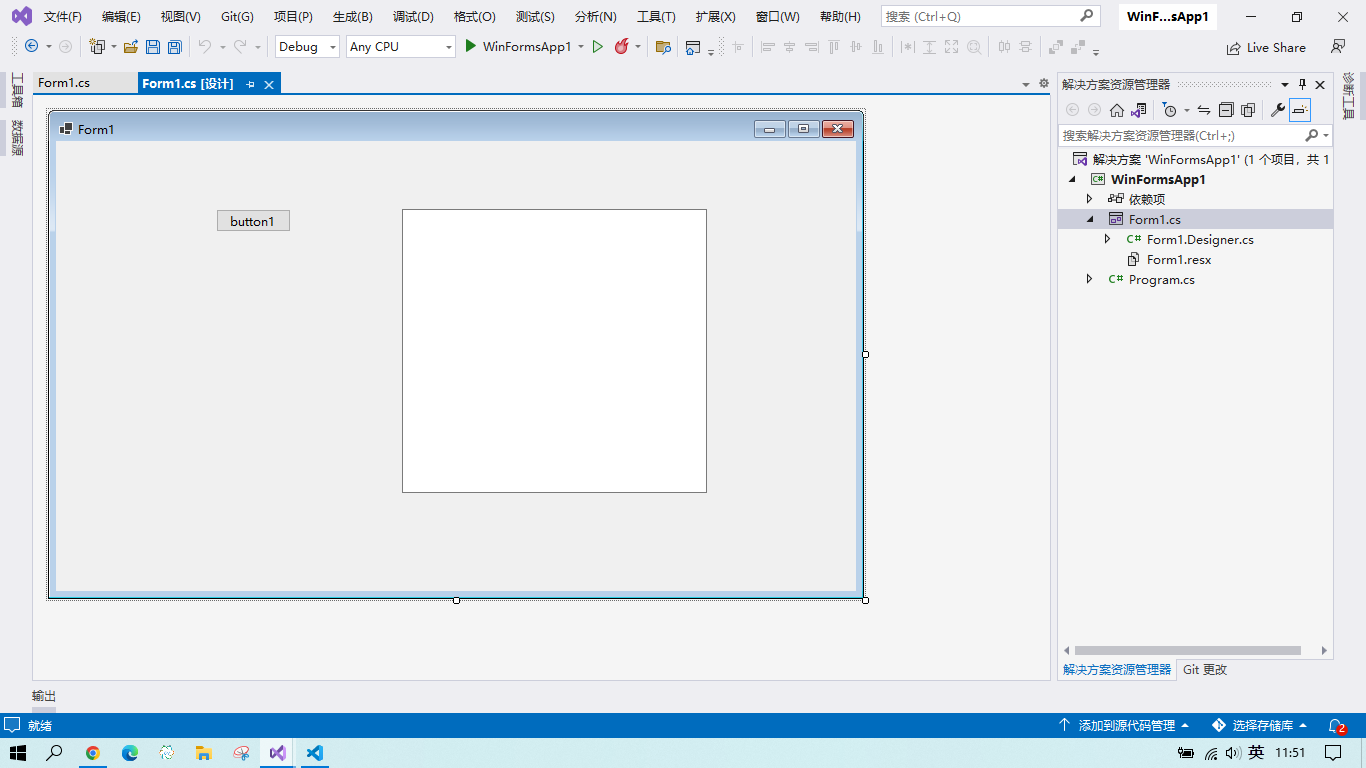 文件(F) 编辑(E) 视图(V) Git(G) 项目(P) 生成(B) 调试(D) 格式(O) 测试(S) 分析(N) 工具(T) 扩展(X) 窗口(W) 帮助(H) 搜索 (Ctrl+Q) WinF...sApp1
Debug Any CPU WinFormsApp1 Live Share
工具箱
数据源
Form1.cs Form1.cs [设计]
Form1
button1
解决方案资源管理器
搜索解决方案资源管理器(Ctrl+;)
解决方案 'WinFormsApp1' (1 个项目, 共 1
C# WinFormsApp1
依赖项
Form1.cs
C# Form1.Designer.cs
Form1.resx
C# Program.cs
解决方案资源管理器 Git 更改
诊断工具
输出
就绪 添加到源代码管理 选择存储库 2
英 11:51